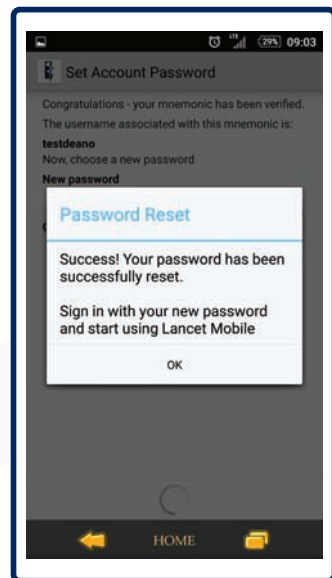 LTE 29% 09:03
Set Account Password
Congratulations - your mnemonic has been verified.
The username associated with this mnemonic is:
testdeano
Now, choose a new password
New password
Password Reset
Success! Your password has been
successfully reset.
Sign in with your new password
and start using Lancet Mobile
OK
HOME